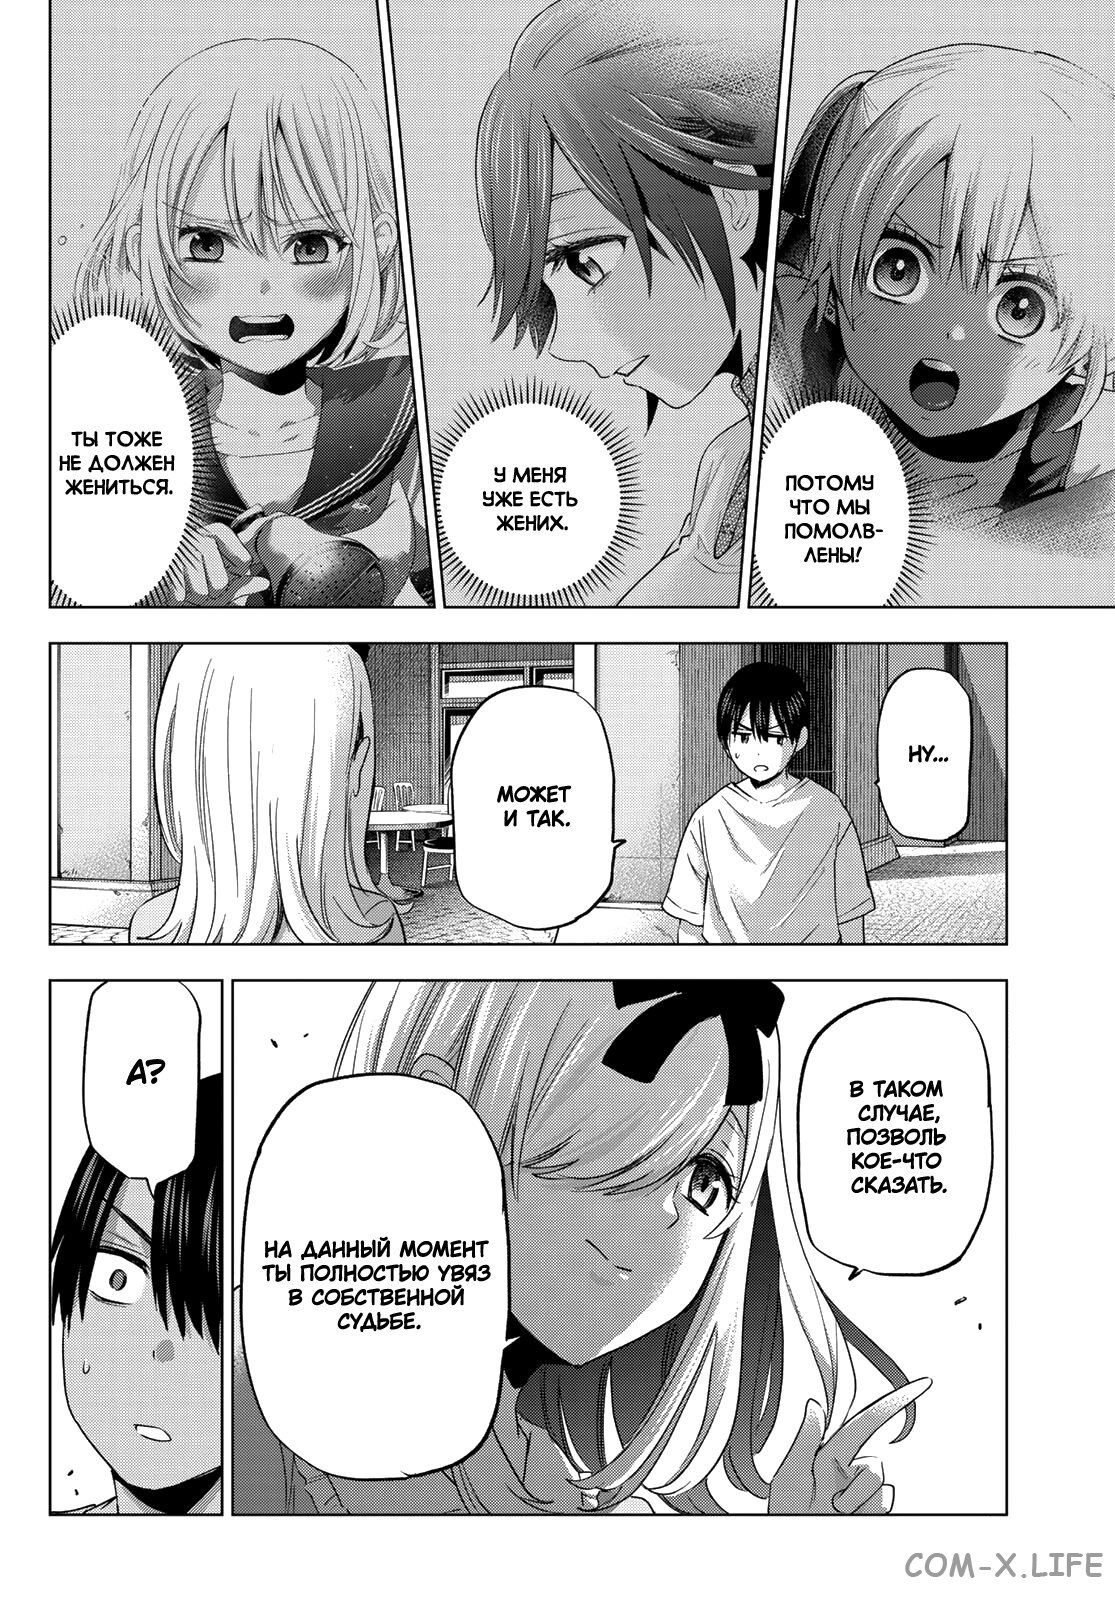 ПОТОМУ
ЧТО МЫ
ПОМОЛВ-
ЛЕНЫ!
У МЕНЯ
УЖЕ ЕСТЬ
ЖЕНИХ.
ТЫ ТОЖЕ
НЕ ДОЛЖЕН
ЖЕНИТЬСЯ.
НУ...
МОЖЕТ
И ТАК.
В ТАКОМ
СЛУЧАЕ,
ПОЗВОЛЬ
КОЕ-ЧТО
СКАЗАТЬ.
НА ДАННЫЙ МОМЕНТ
ТЫ ПОЛНОСТЬЮ УВЯЗ
В СОБСТВЕННОЙ
СУДЬБЕ.
А?
COM-X.LIFE